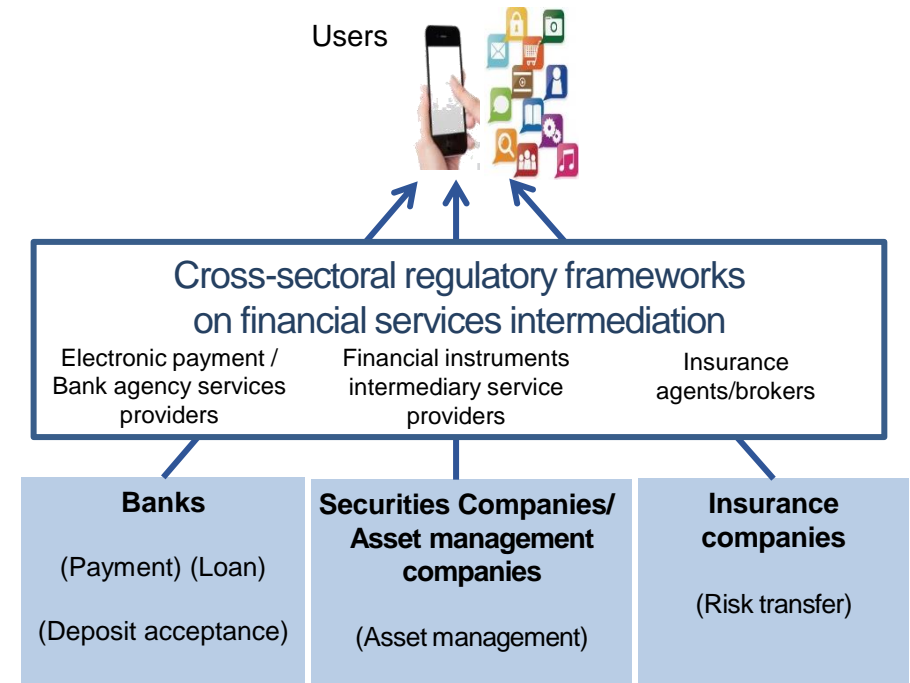 Users
Cross-sectoral regulatory frameworks
on financial services intermediation
Electronic payment /
Bank agency services
providers
Financial instruments
intermediary service
providers
Insurance
agents/brokers
Banks
(Payment) (Loan)
(Deposit acceptance)
Securities Companies/
Asset management
companies
(Asset management)
Insurance
companies
(Risk transfer)